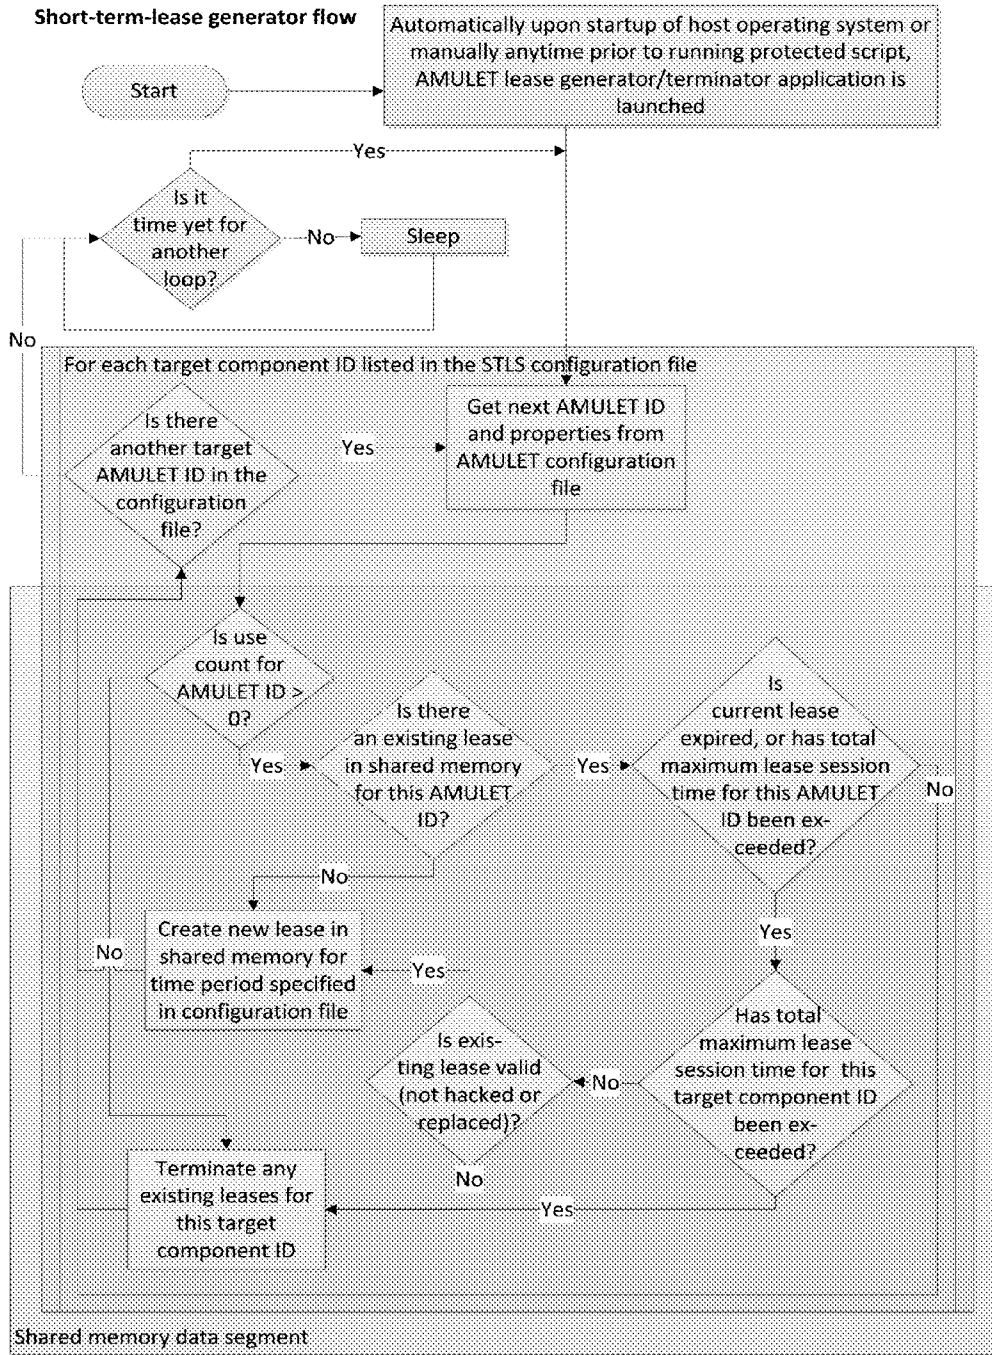 Short-term-lease generator flow
Automatically upon startup of host operating system or
manually anytime prior to running protected script,
AMULET lease generator/terminator application is
launched
Start
Yes
Is it
time yet for
another
loop?
No
Sleep
No
For each target component ID listed in the STLS configuration file
Is there
another target
AMULET ID in the
configuration
file?
Yes
Get next AMULET ID
and properties from
AMULET configuration
file
Is use
count for
AMULET ID >
0?
Yes
Is there
an existing lease
in shared memory
for this AMULET
ID?
Yes
Is
current lease
expired, or has total
maximum lease session
time for this AMULET
ID been ex-
ceeded?
No
No
Yes
No
Create new lease in
shared memory for
time period specified
in configuration file
Yes
Is exis-
ting lease valid
(not hacked or
replaced)?
No
No
Has total
maximum lease
session time for this
target component ID
been ex-
ceeded?
Yes
Terminate any
existing leases for
this target
component ID
Shared memory data segment